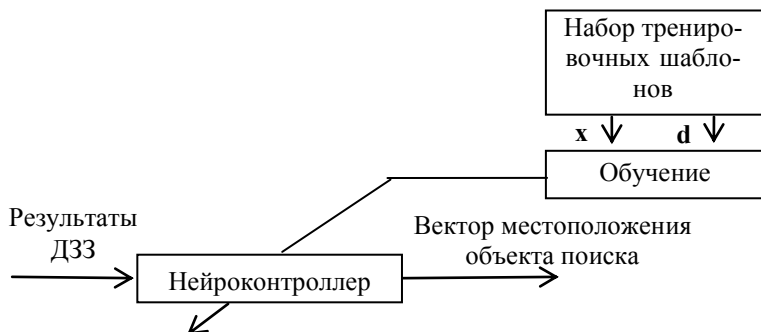 Набор трениро-
вочных шабло-
нов
x d
Обучение
Результаты
ДЗЗ
Вектор местоположения
объекта поиска
Нейроконтроллер